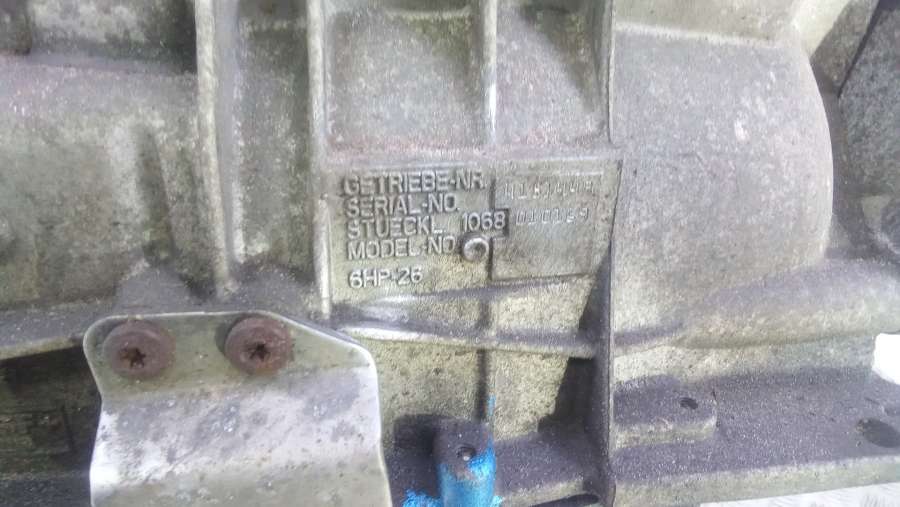 GETRIEBE-NR.
SERIAL-NO.
STUECKL 1068
MODEL-NO.
6HP-26